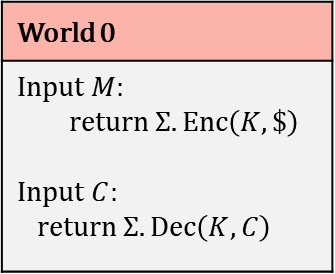 World 0
Input M:
return Σ. Enc(K, $)
Input C:
return Σ. Dec(K, C)